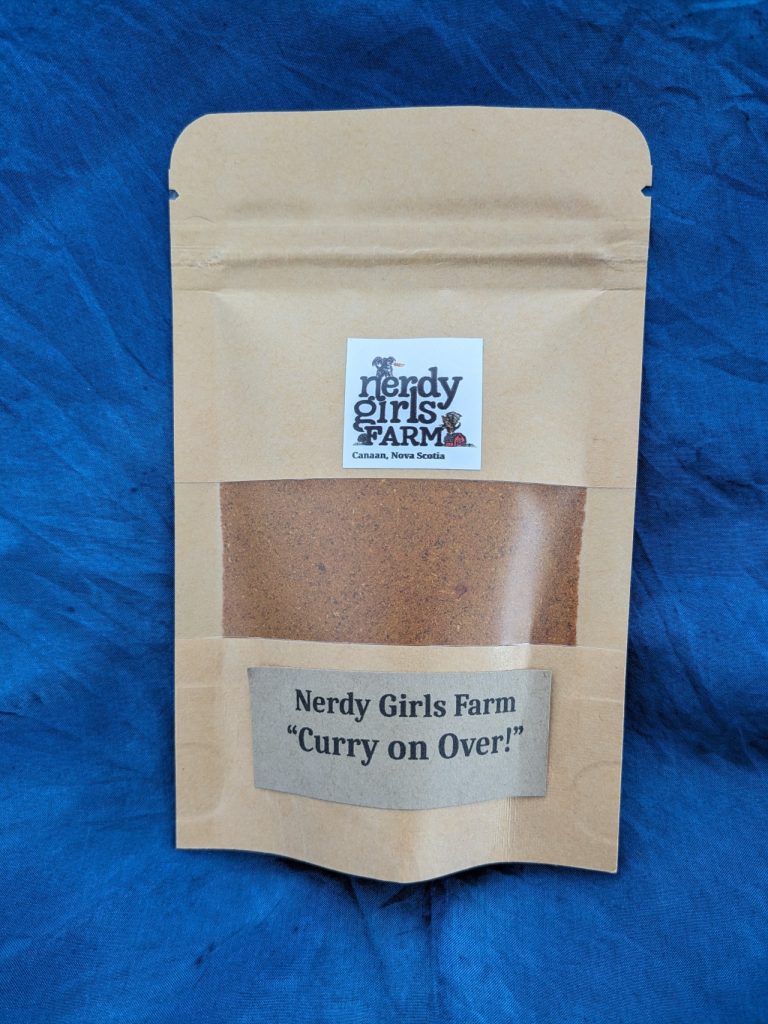 nerdy
girls
FARM
Canaan, Nova Scotia
Nerdy Girls Farm
“Curry on Over!”